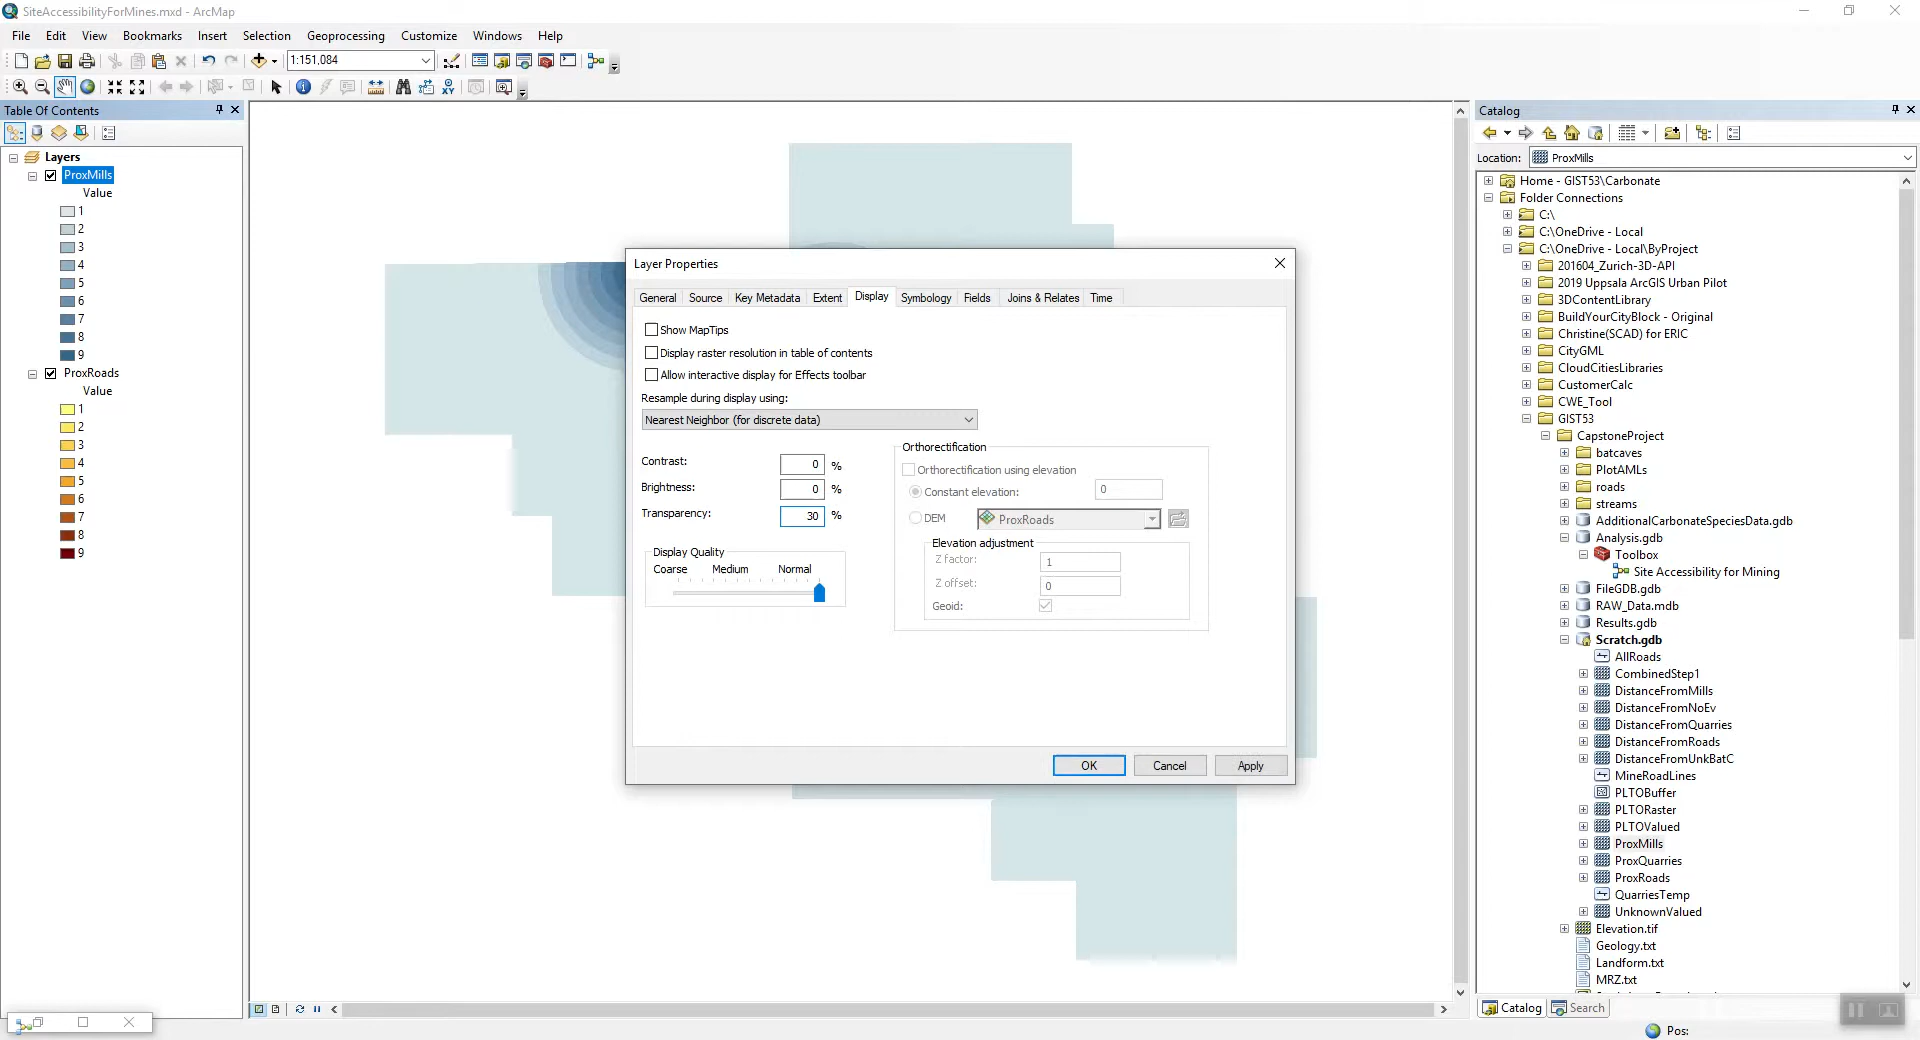 SiteAccessibilityForMines.mxd - ArcMap
File Edit View Bookmarks Insert Selection Geoprocessing Customize Windows Help
1:151,084
Table Of Contents
Layers
ProxMills
Value
1
2
3
4
5
6
7
8
9
ProxRoads
Value
1
2
3
4
5
6
7
8
9
Layer Properties
General Source Key Metadata Extent Display Symbology Fields Joins & Relates Time
Show MapTips
Display raster resolution in table of contents
Allow interactive display for Effects toolbar
Resample during display using:
Nearest Neighbor (for discrete data)
Contrast: 0 %
Brightness: 0 %
Transparency: 30 %
Display Quality
Coarse Medium Normal
Orthorectification
Orthorectification using elevation
Constant elevation: 0
DEM ProxRoads
Elevation adjustment
Z factor: 1
Z offset: 0
Geoid:
OK Cancel Apply
Catalog
Location: ProxMills
Home - GIST53\Carbonate
Folder Connections
C:\
C:\OneDrive - Local
C:\OneDrive - Local\ByProject
201604_Zurich-3D-API
2019 Uppsala ArcGIS Urban Pilot
3DContentLibrary
BuildYourCityBlock - Original
Christine(SCAD) for ERIC
CityGML
CloudCitiesLibraries
CustomerCalc
CWE_Tool
GIST53
CapstoneProject
batcaves
PlotAMLs
roads
streams
AdditionalCarbonateSpeciesData.gdb
Analysis.gdb
Toolbox
Site Accessibility for Mining
FileGDB.gdb
RAW_Data.mdb
Results.gdb
Scratch.gdb
AllRoads
CombinedStep1
DistanceFromMills
DistanceFromNoEv
DistanceFromQuarries
DistanceFromRoads
DistanceFromUnkBatC
MineRoadLines
PLTOBuffer
PLTORaster
PLTOValued
ProxMills
ProxQuarries
ProxRoads
QuarriesTemp
UnknownValued
Elevation.tif
Geology.txt
Landform.txt
MRZ.txt
Catalog Search
Pos: